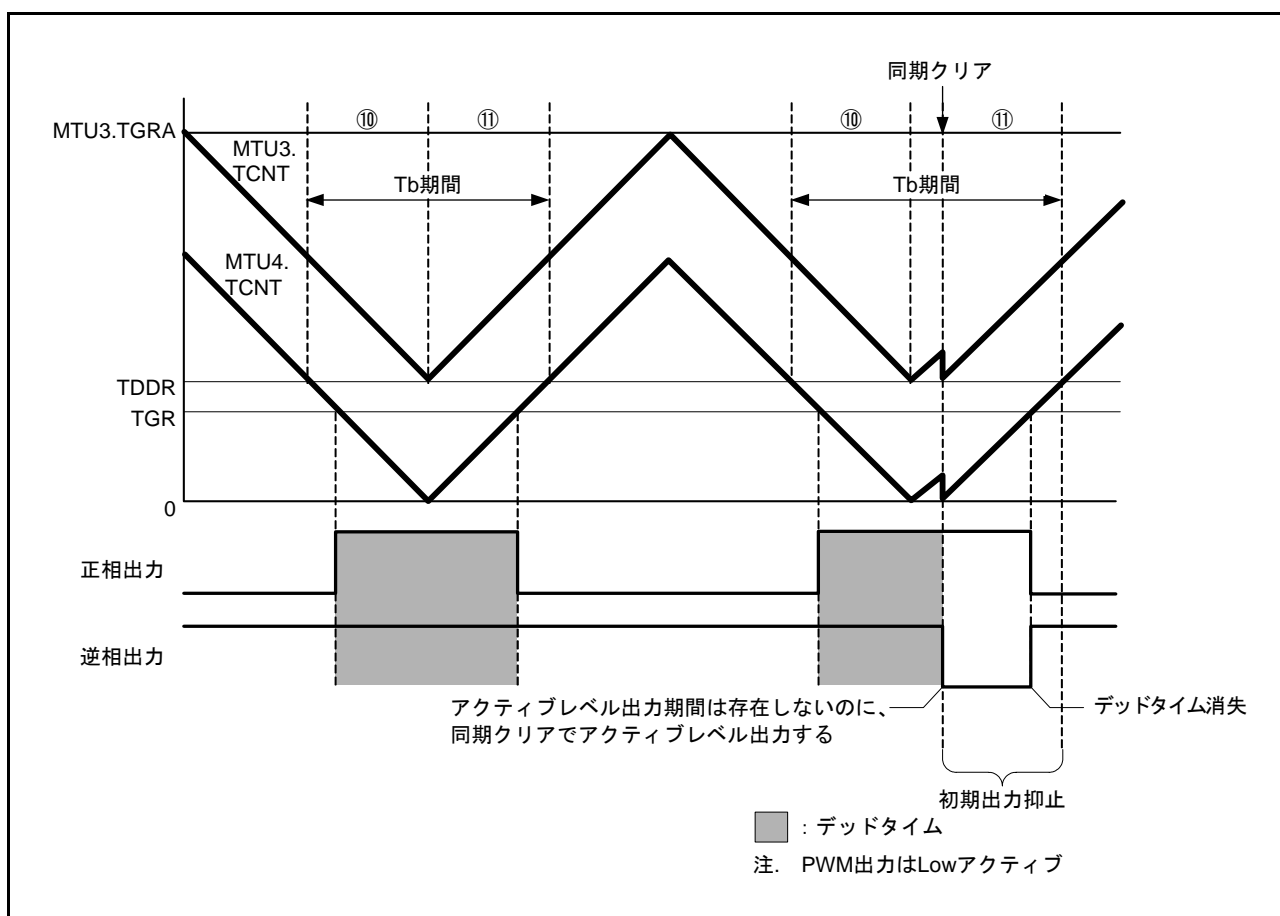 同期クリア
MTU3.TGRA
⑩
⑪
⑩
⑪
MTU3.
TCNT
Tb期間
Tb期間
MTU4.
TCNT
TDDR
TGR
0
正相出力
逆相出力
アクティブレベル出力期間は存在しないのに、
同期クリアでアクティブレベル出力する
デッドタイム消失
初期出力抑止
：デッドタイム
注. PWM出力はLowアクティブ